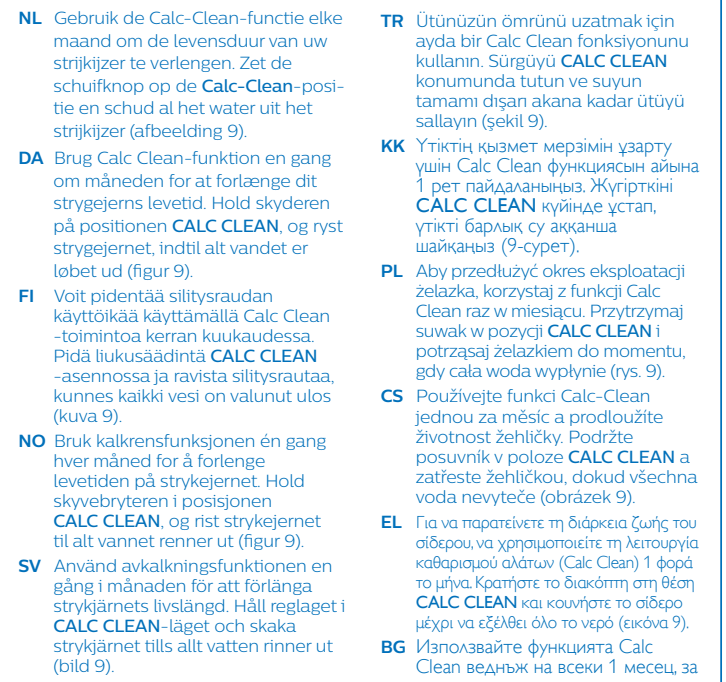 NL Gebruik de Calc-Clean-functie elke
maand om de levensduur van uw
strijkijzer te verlengen. Zet de
schuifknop op de Calc-Clean-posi-
tie en schud al het water uit het
strijkijzer (afbeelding 9).
DA Brug Calc Clean-funktion en gang
om måneden for at forlænge dit
strygejerns levetid. Hold skyderen
på positionen CALC CLEAN, og ryst
strygejernet, indtil alt vandet er
løbet ud (figur 9).
FI Voit pidentää silitysraudan
käyttöikää käyttämällä Calc Clean
-toimintoa kerran kuukaudessa.
Pidä liukusäädintä CALC CLEAN
-asennossa ja ravista silitysrautaa,
kunnes kaikki vesi on valunut ulos
(kuva 9).
NO Bruk kalkrensfunksjonen én gang
hver måned for å forlenge
levetiden på strykejernet. Hold
skyvebryteren i posisjonen
CALC CLEAN, og rist strykejernet
til alt vannet renner ut (figur 9).
SV Använd avkalkningsfunktionen en
gång i månaden för att förlänga
strykjärnets livslängd. Håll reglaget i
CALC CLEAN-läget och skaka
strykjärnet tills allt vatten rinner ut
(bild 9).
TR Ütünüzün ömrünü uzatmak için
ayda bir Calc Clean fonksiyonunu
kullanın. Sürgüyü CALC CLEAN
konumunda tutun ve suyun
tamamı dışarı akana kadar ütüyü
sallayın (şekil 9).
KK Үтіктің қызмет мерзімін ұзарту
үшін Calc Clean функциясын айына
1 рет пайдаланыңыз. Жүгірткіні
CALC CLEAN күйінде ұстап,
үтікті барлық су аққанша
шайқаңыз (9-сурет).
PL Aby przedłużyć okres eksploatacji
żelazka, korzystaj z funkcji Calc
Clean raz w miesiącu. Przytrzymaj
suwak w pozycji CALC CLEAN i
potrząsaj żelazkiem do momentu,
gdy cała woda wypłynie (rys. 9).
CS Používejte funkci Calc-Clean
jednou za měsíc a prodloužíte
životnost žehličky. Podržte
posuvník v poloze CALC CLEAN a
zatřeste žehličkou, dokud všechna
voda nevyteče (obrázek 9).
EL Για να παρατείνετε τη διάρκεια ζωής του
σίδερου, να χρησιμοποιείτε τη λειτουργία
καθαρισμού αλάτων (Calc Clean) 1 φορά
το μήνα. Κρατήστε το διακόπτη στη θέση
CALC CLEAN και κουνήστε το σίδερο
μέχρι να εξέλθει όλο το νερό (εικόνα 9).
BG Използвайте функцията Calc
Clean веднъж на всеки 1 месец, за